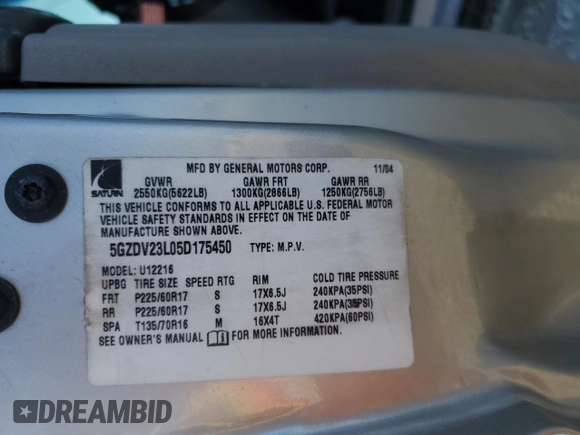 MFD BY GENERAL MOTORS CORP. 11/04
SATURN
GVWR GAWR FRT GAWR RR
2550KG(5622LB) 1300KG(2866LB) 1250KG(2756LB)
THIS VEHICLE CONFORMS TO ALL APPLICABLE U.S. FEDERAL MOTOR
VEHICLE SAFETY STANDARDS IN EFFECT ON THE DATE OF
MANUFACTURE SHOWN ABOVE.
5GZDV23L05D175450 TYPE: M.P.V.
MODEL: U12216
UPBG TIRE SIZE SPEED RTG RIM COLD TIRE PRESSURE
FRT P225/60R17 S 17X6.5J 240KPA(35PSI)
RR P225/60R17 S 17X6.5J 240KPA(35PSI)
SPA T135/70R16 M 16X4T 420KPA(60PSI)
SEE OWNER'S MANUAL FOR MORE INFORMATION.
DREAMBID